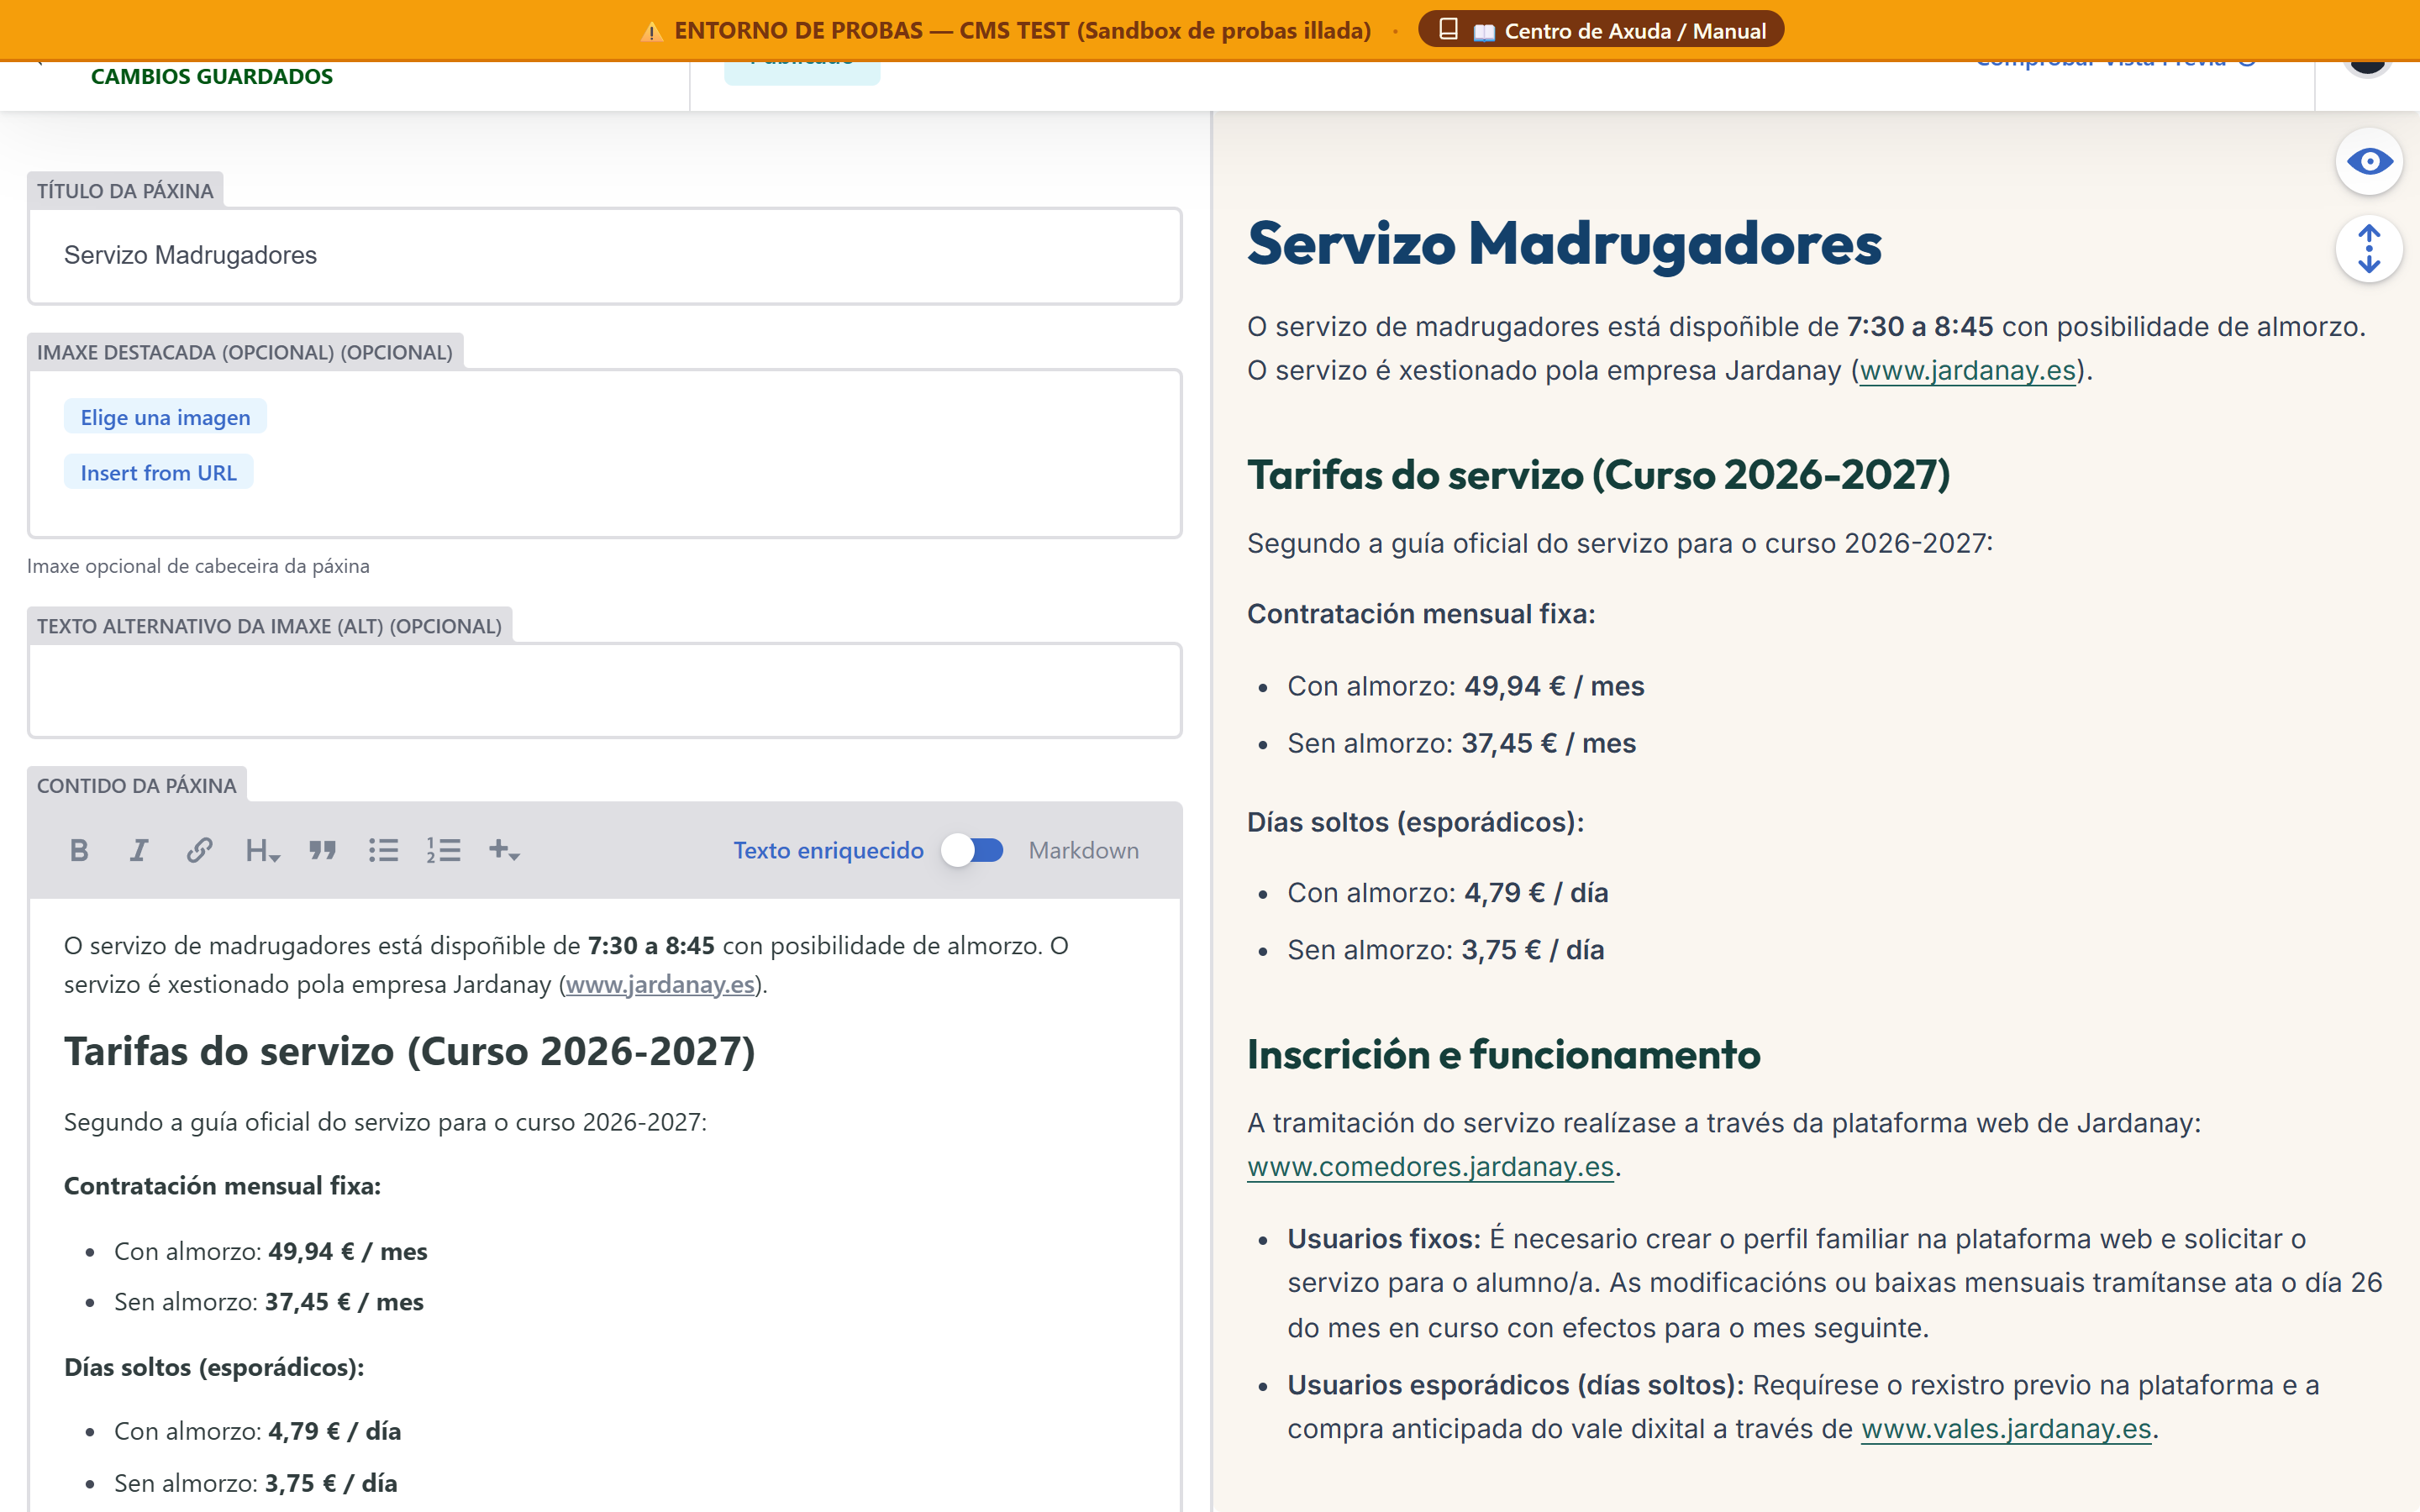 ⚠️ ENTORNO DE PROBAS — CMS TEST (Sandbox de probas illada) · 📖 Centro de Axuda / Manual
CAMBIOS GUARDADOS
Publicado
Comprobar Vista Previa
TÍTULO DA PÁXINA
Servizo Madrugadores
IMAXE DESTACADA (OPCIONAL) (OPCIONAL)
Elige una imagen
Insert from URL
Imaxe opcional de cabeceira da páxina
TEXTO ALTERNATIVO DA IMAXE (ALT) (OPCIONAL)
CONTIDO DA PÁXINA
Texto enriquecido
Markdown
O servizo de madrugadores está dispoñible de 7:30 a 8:45 con posibilidade de almorzo. O
servizo é xestionado pola empresa Jardanay (www.jardanay.es).
Tarifas do servizo (Curso 2026-2027)
Segundo a guía oficial do servizo para o curso 2026-2027:
Contratación mensual fixa:
• Con almorzo: 49,94 € / mes
• Sen almorzo: 37,45 € / mes
Días soltos (esporádicos):
• Con almorzo: 4,79 € / día
• Sen almorzo: 3,75 € / día
Servizo Madrugadores
O servizo de madrugadores está dispoñible de 7:30 a 8:45 con posibilidade de almorzo.
O servizo é xestionado pola empresa Jardanay (www.jardanay.es).
Tarifas do servizo (Curso 2026-2027)
Segundo a guía oficial do servizo para o curso 2026-2027:
Contratación mensual fixa:
• Con almorzo: 49,94 € / mes
• Sen almorzo: 37,45 € / mes
Días soltos (esporádicos):
• Con almorzo: 4,79 € / día
• Sen almorzo: 3,75 € / día
Inscrición e funcionamento
A tramitación do servizo realízase a través da plataforma web de Jardanay:
www.comedores.jardanay.es.
• Usuarios fixos: É necesario crear o perfil familiar na plataforma web e solicitar o
servizo para o alumno/a. As modificacións ou baixas mensuais tramítanse ata o día 26
do mes en curso con efectos para o mes seguinte.
• Usuarios esporádicos (días soltos): Requírese o rexistro previo na plataforma e a
compra anticipada do vale dixital a través de www.vales.jardanay.es.